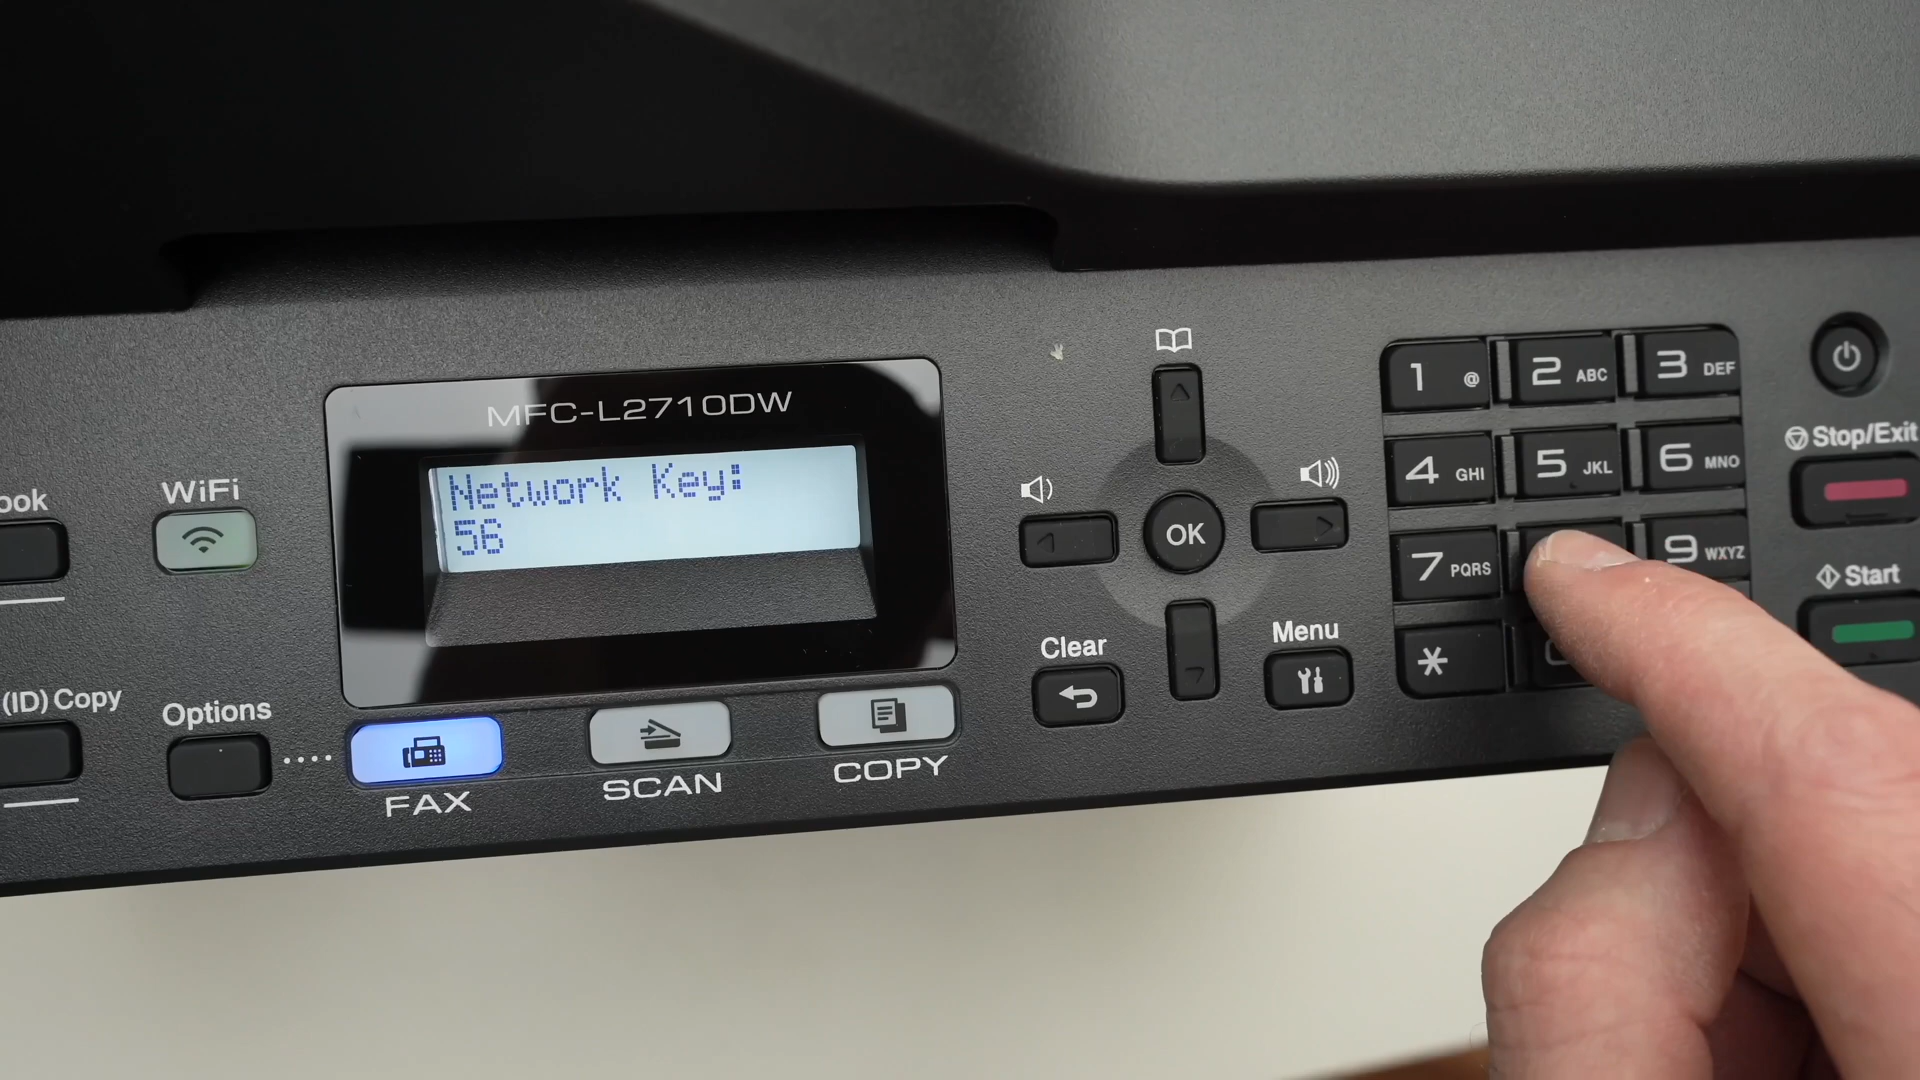 MFC-L2710DW
Network Key:
56
ook
WiFi
(ID) Copy
Options
FAX
SCAN
COPY
OK
Clear
Menu
1 @
2 ABC
3 DEF
4 GHI
5 JKL
6 MNO
7 PQRS
9 WXYZ
*
Stop/Exit
Start